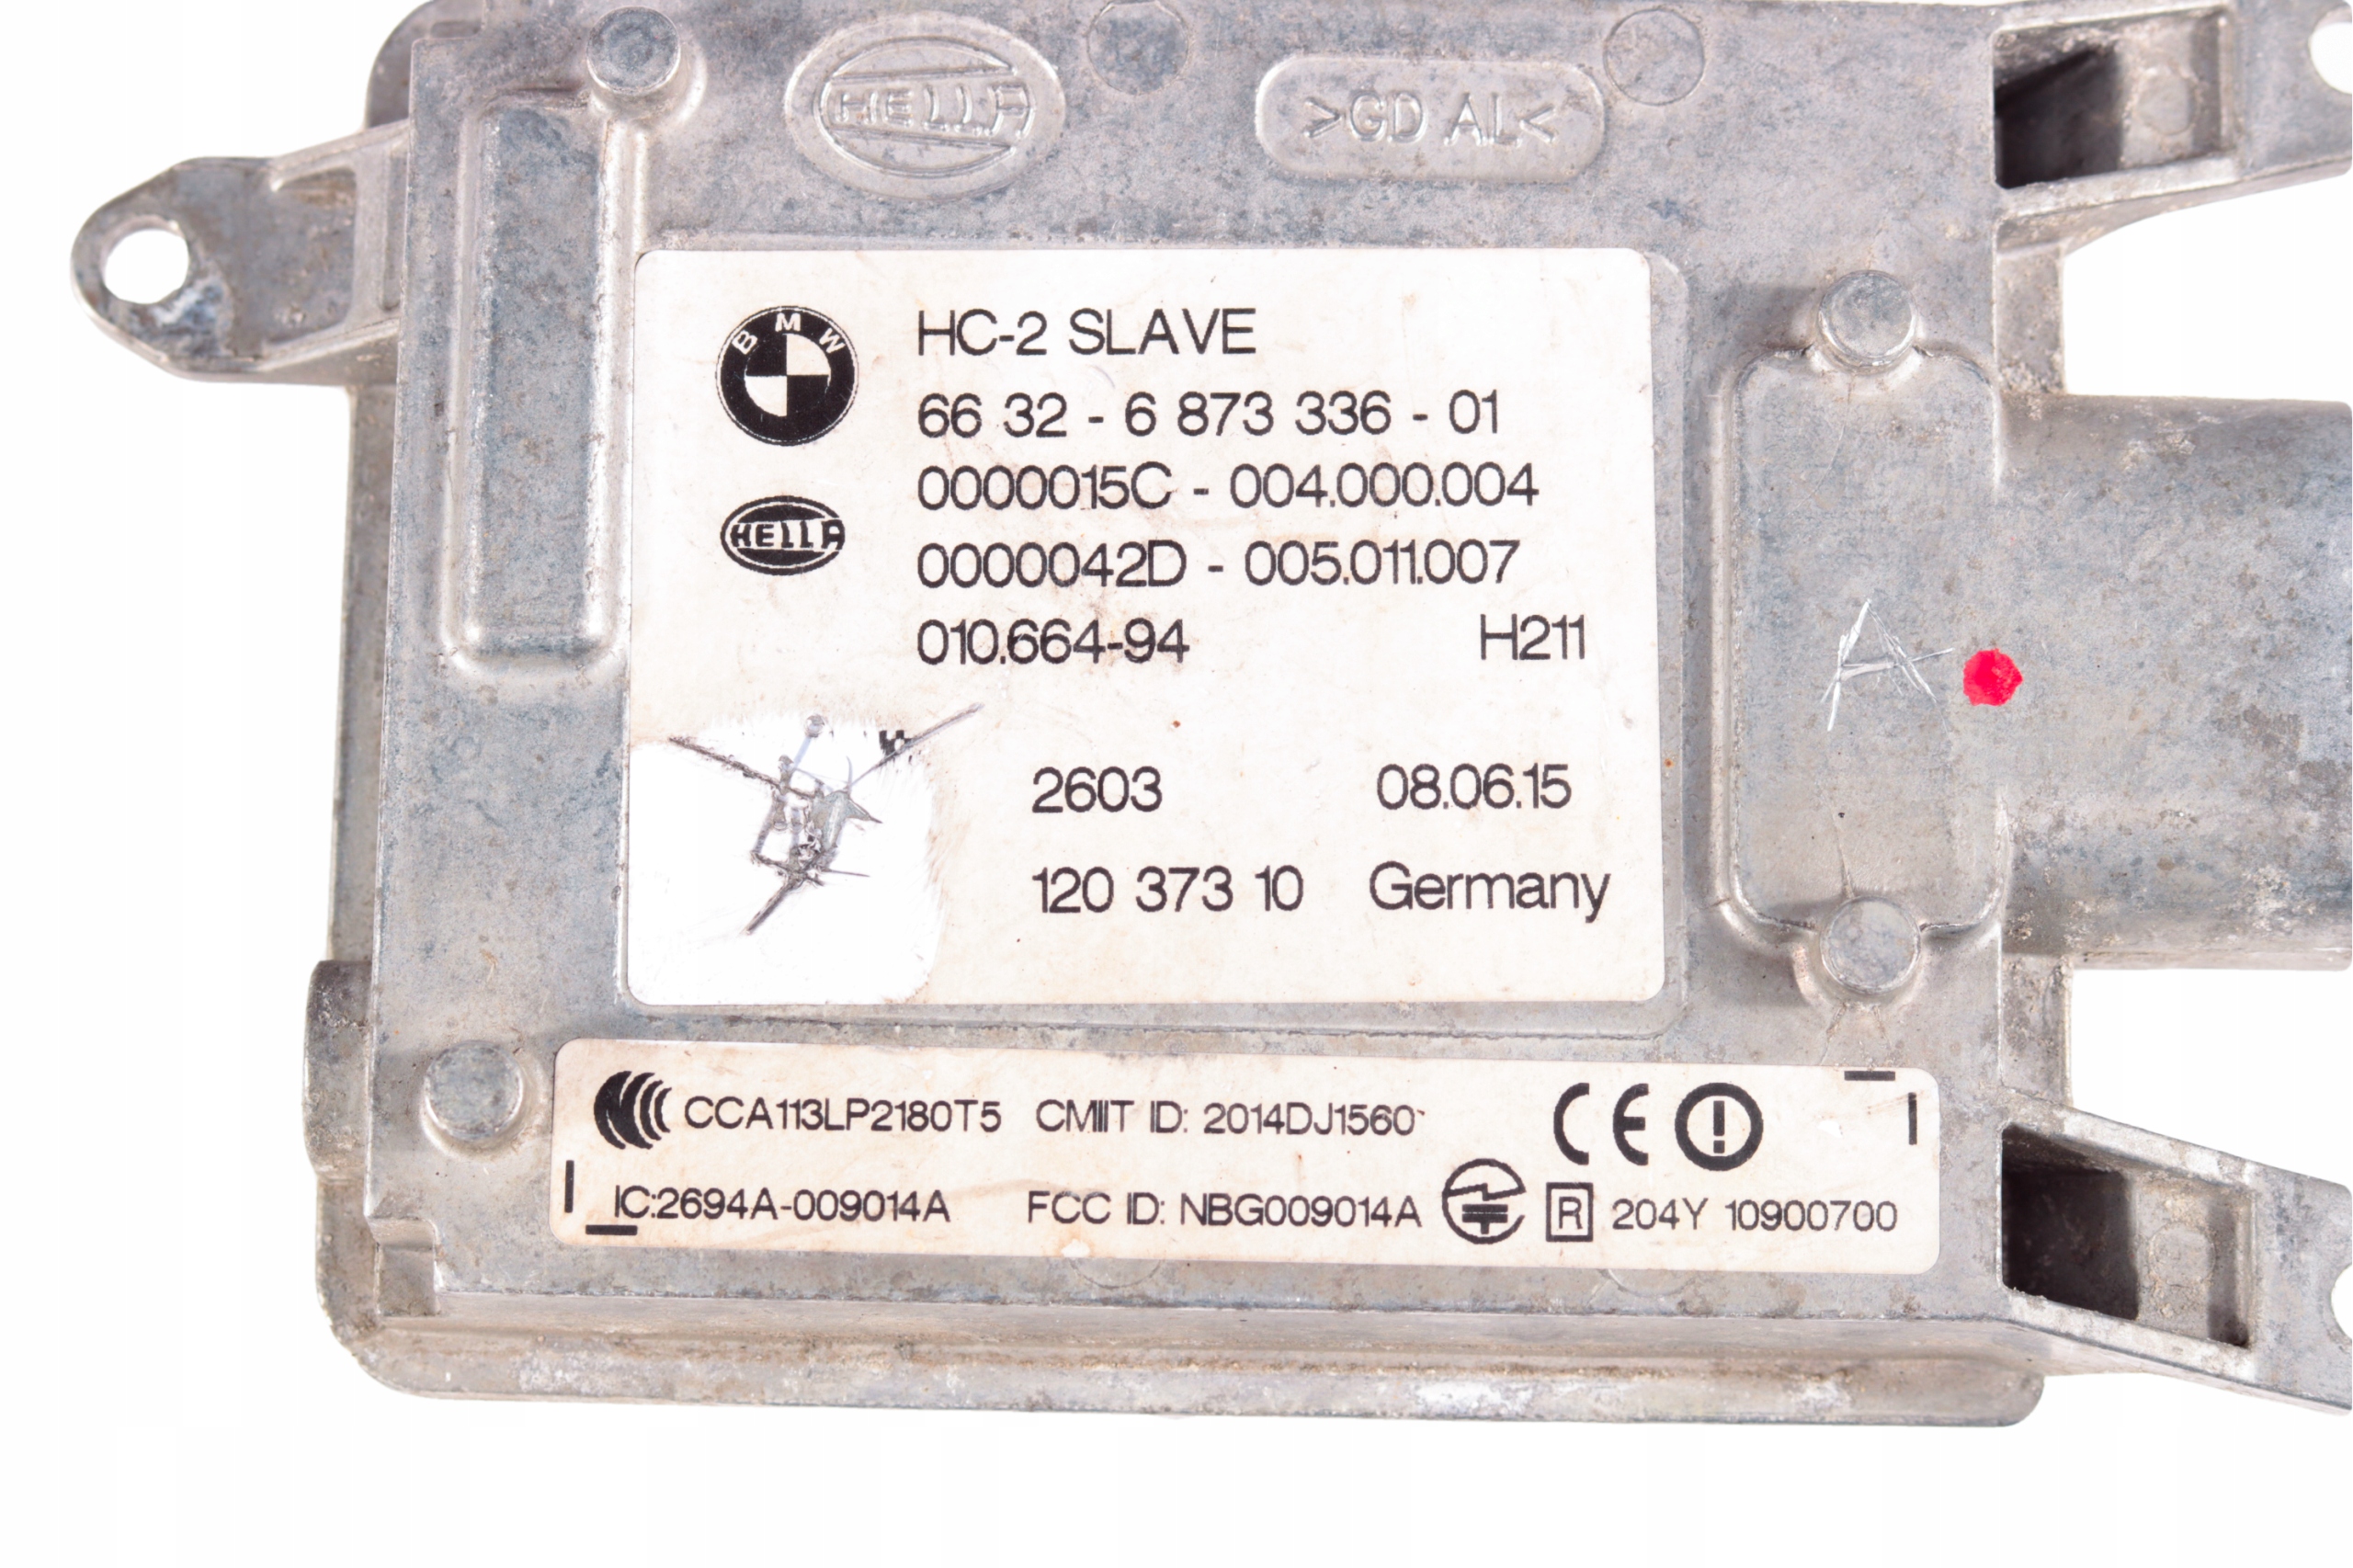 HELLA
>GD AL<
BMW
HC-2 SLAVE
66 32 - 6 873 336 - 01
0000015C - 004.000.004
HELLA
0000042D - 005.011.007
010.664-94 H211
A
2603 08.06.15
120 373 10 Germany
CCA113LP2180T5 CMIIT ID: 2014DJ1560
CE
IC:2694A-009014A FCC ID: NBG009014A R 204Y 10900700